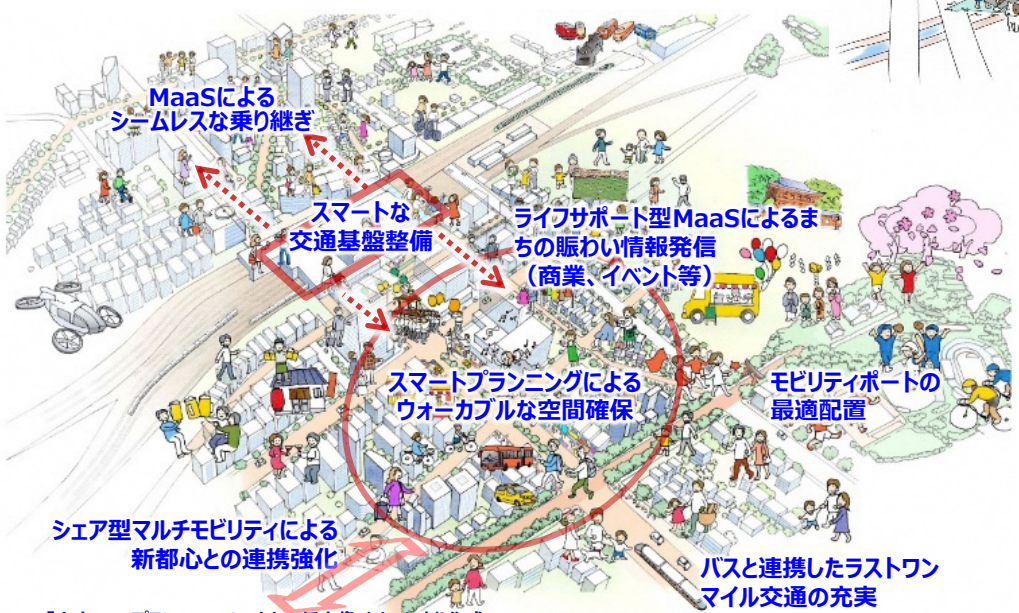 MaaSによる
シームレスな乗り継ぎ
スマートな
交通基盤整備
ライフサポート型MaaSによるま
ちの賑わい情報発信
（商業、イベント等）
スマートプランニングによる
ウォーカブルな空間確保
モビリティポートの
最適配置
シェア型マルチモビリティによる
新都心との連携強化
バスと連携したラストワン
マイル交通の充実